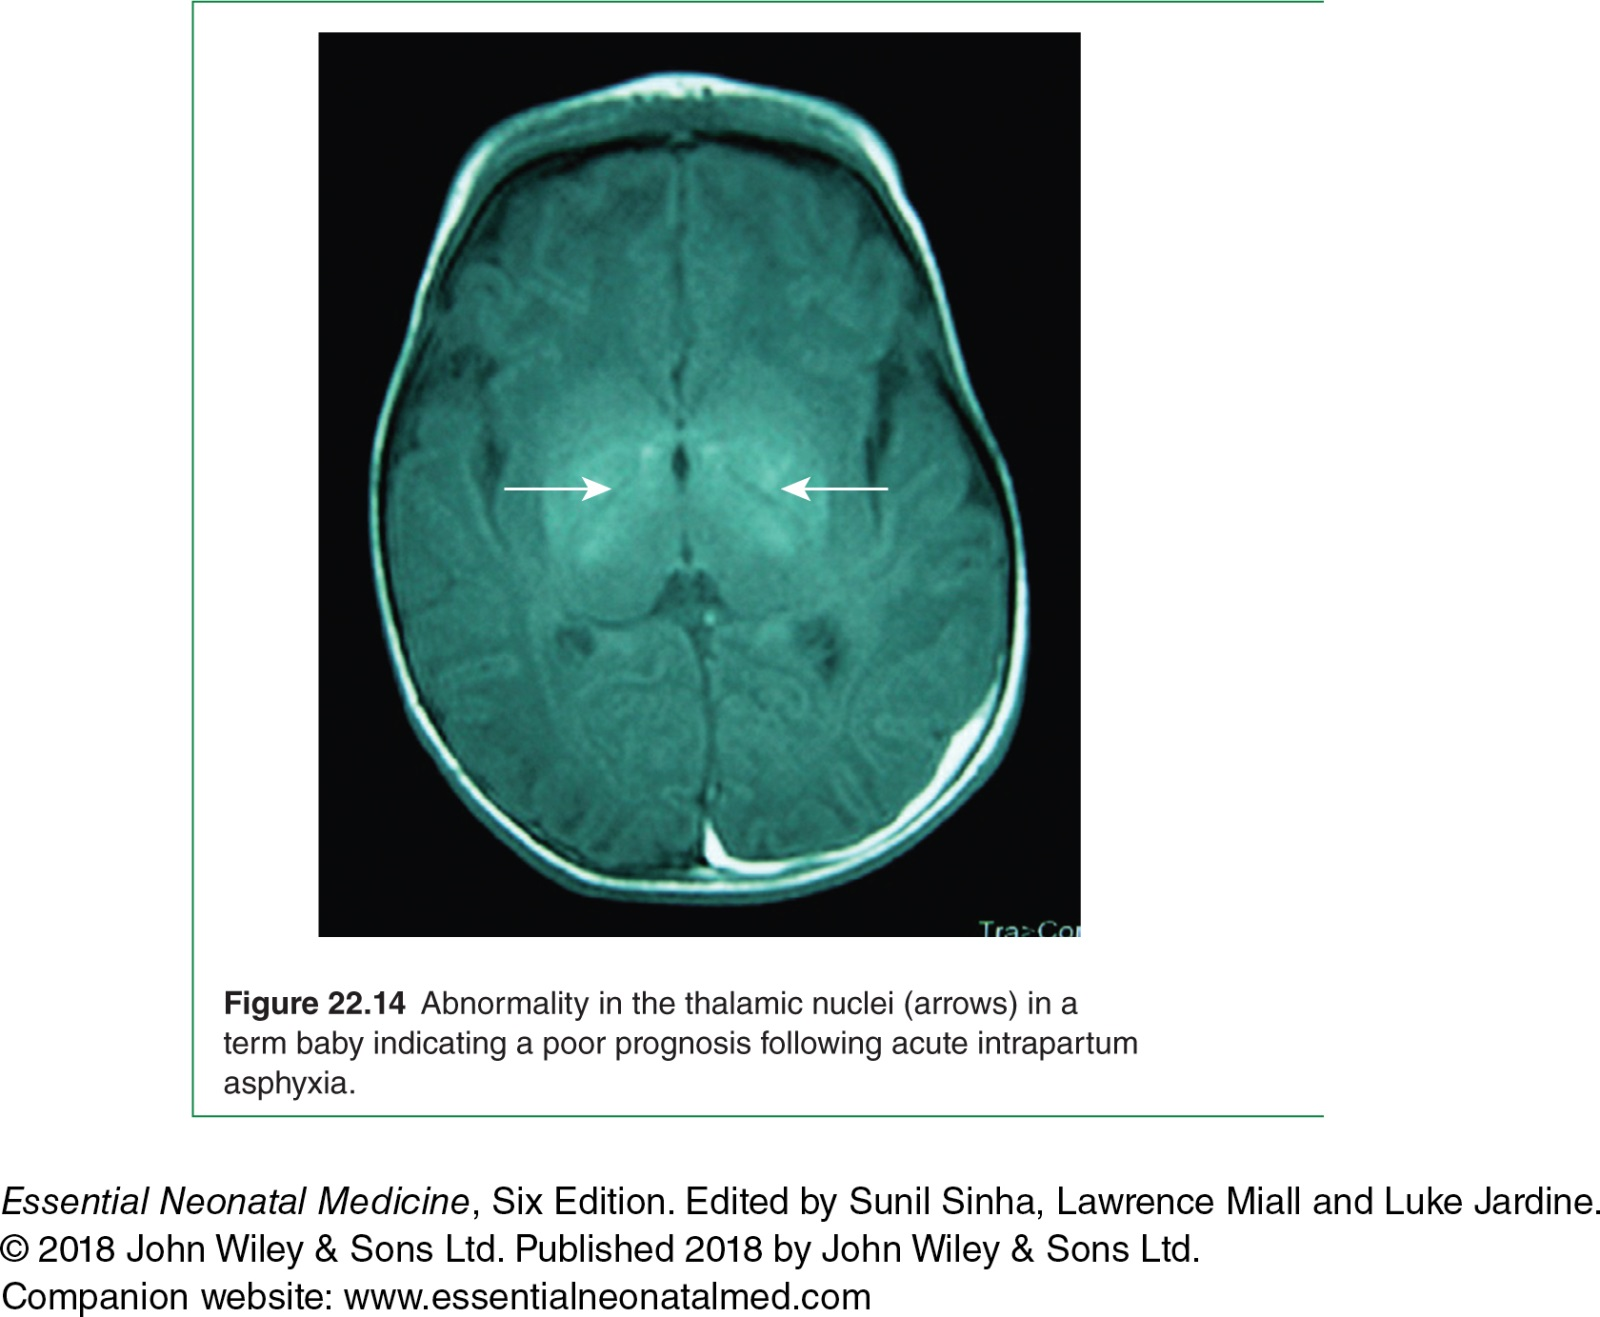 Tra>Cor
Figure 22.14 Abnormality in the thalamic nuclei (arrows) in a
term baby indicating a poor prognosis following acute intrapartum
asphyxia.
Essential Neonatal Medicine, Six Edition. Edited by Sunil Sinha, Lawrence Miall and Luke Jardine.
© 2018 John Wiley & Sons Ltd. Published 2018 by John Wiley & Sons Ltd.
Companion website: www.essentialneonatalmed.com